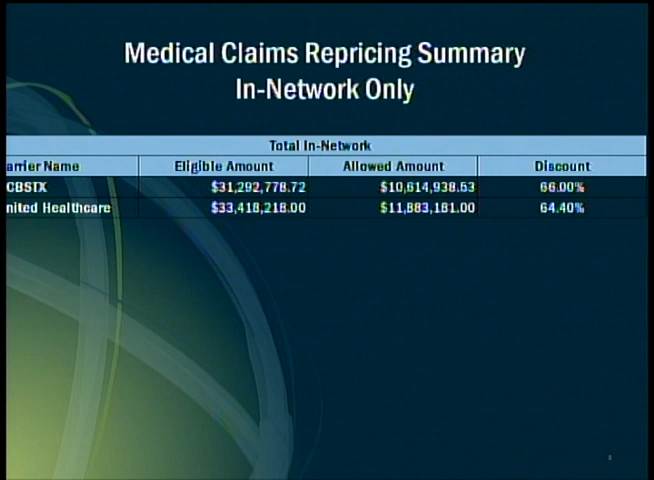 Medical Claims Repricing Summary
In-Network Only
Total In-Network
arrier Name Eligible Amount Allowed Amount Discount
CBSTX $31,292,778.72 $10,614,938.53 66.00%
nited Healthcare $33,418,218.00 $11,883,181.00 64.40%